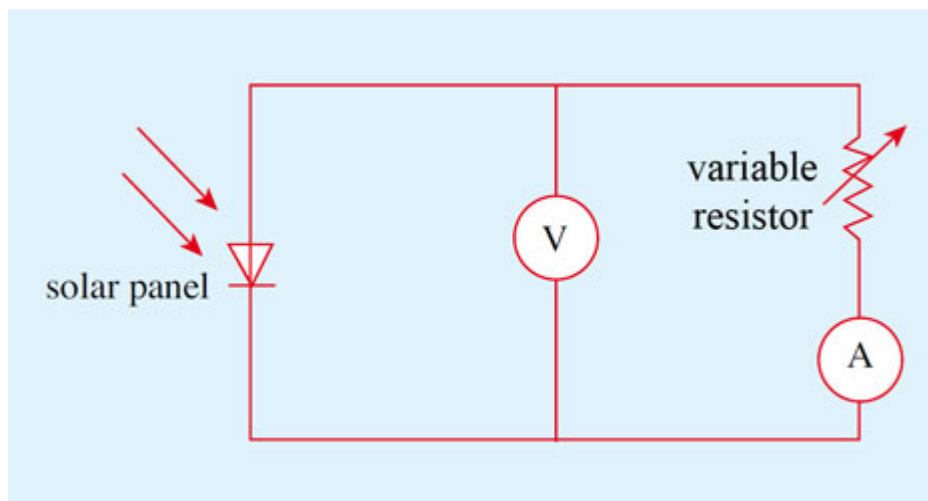 variable
resistor
V
solar panel
A